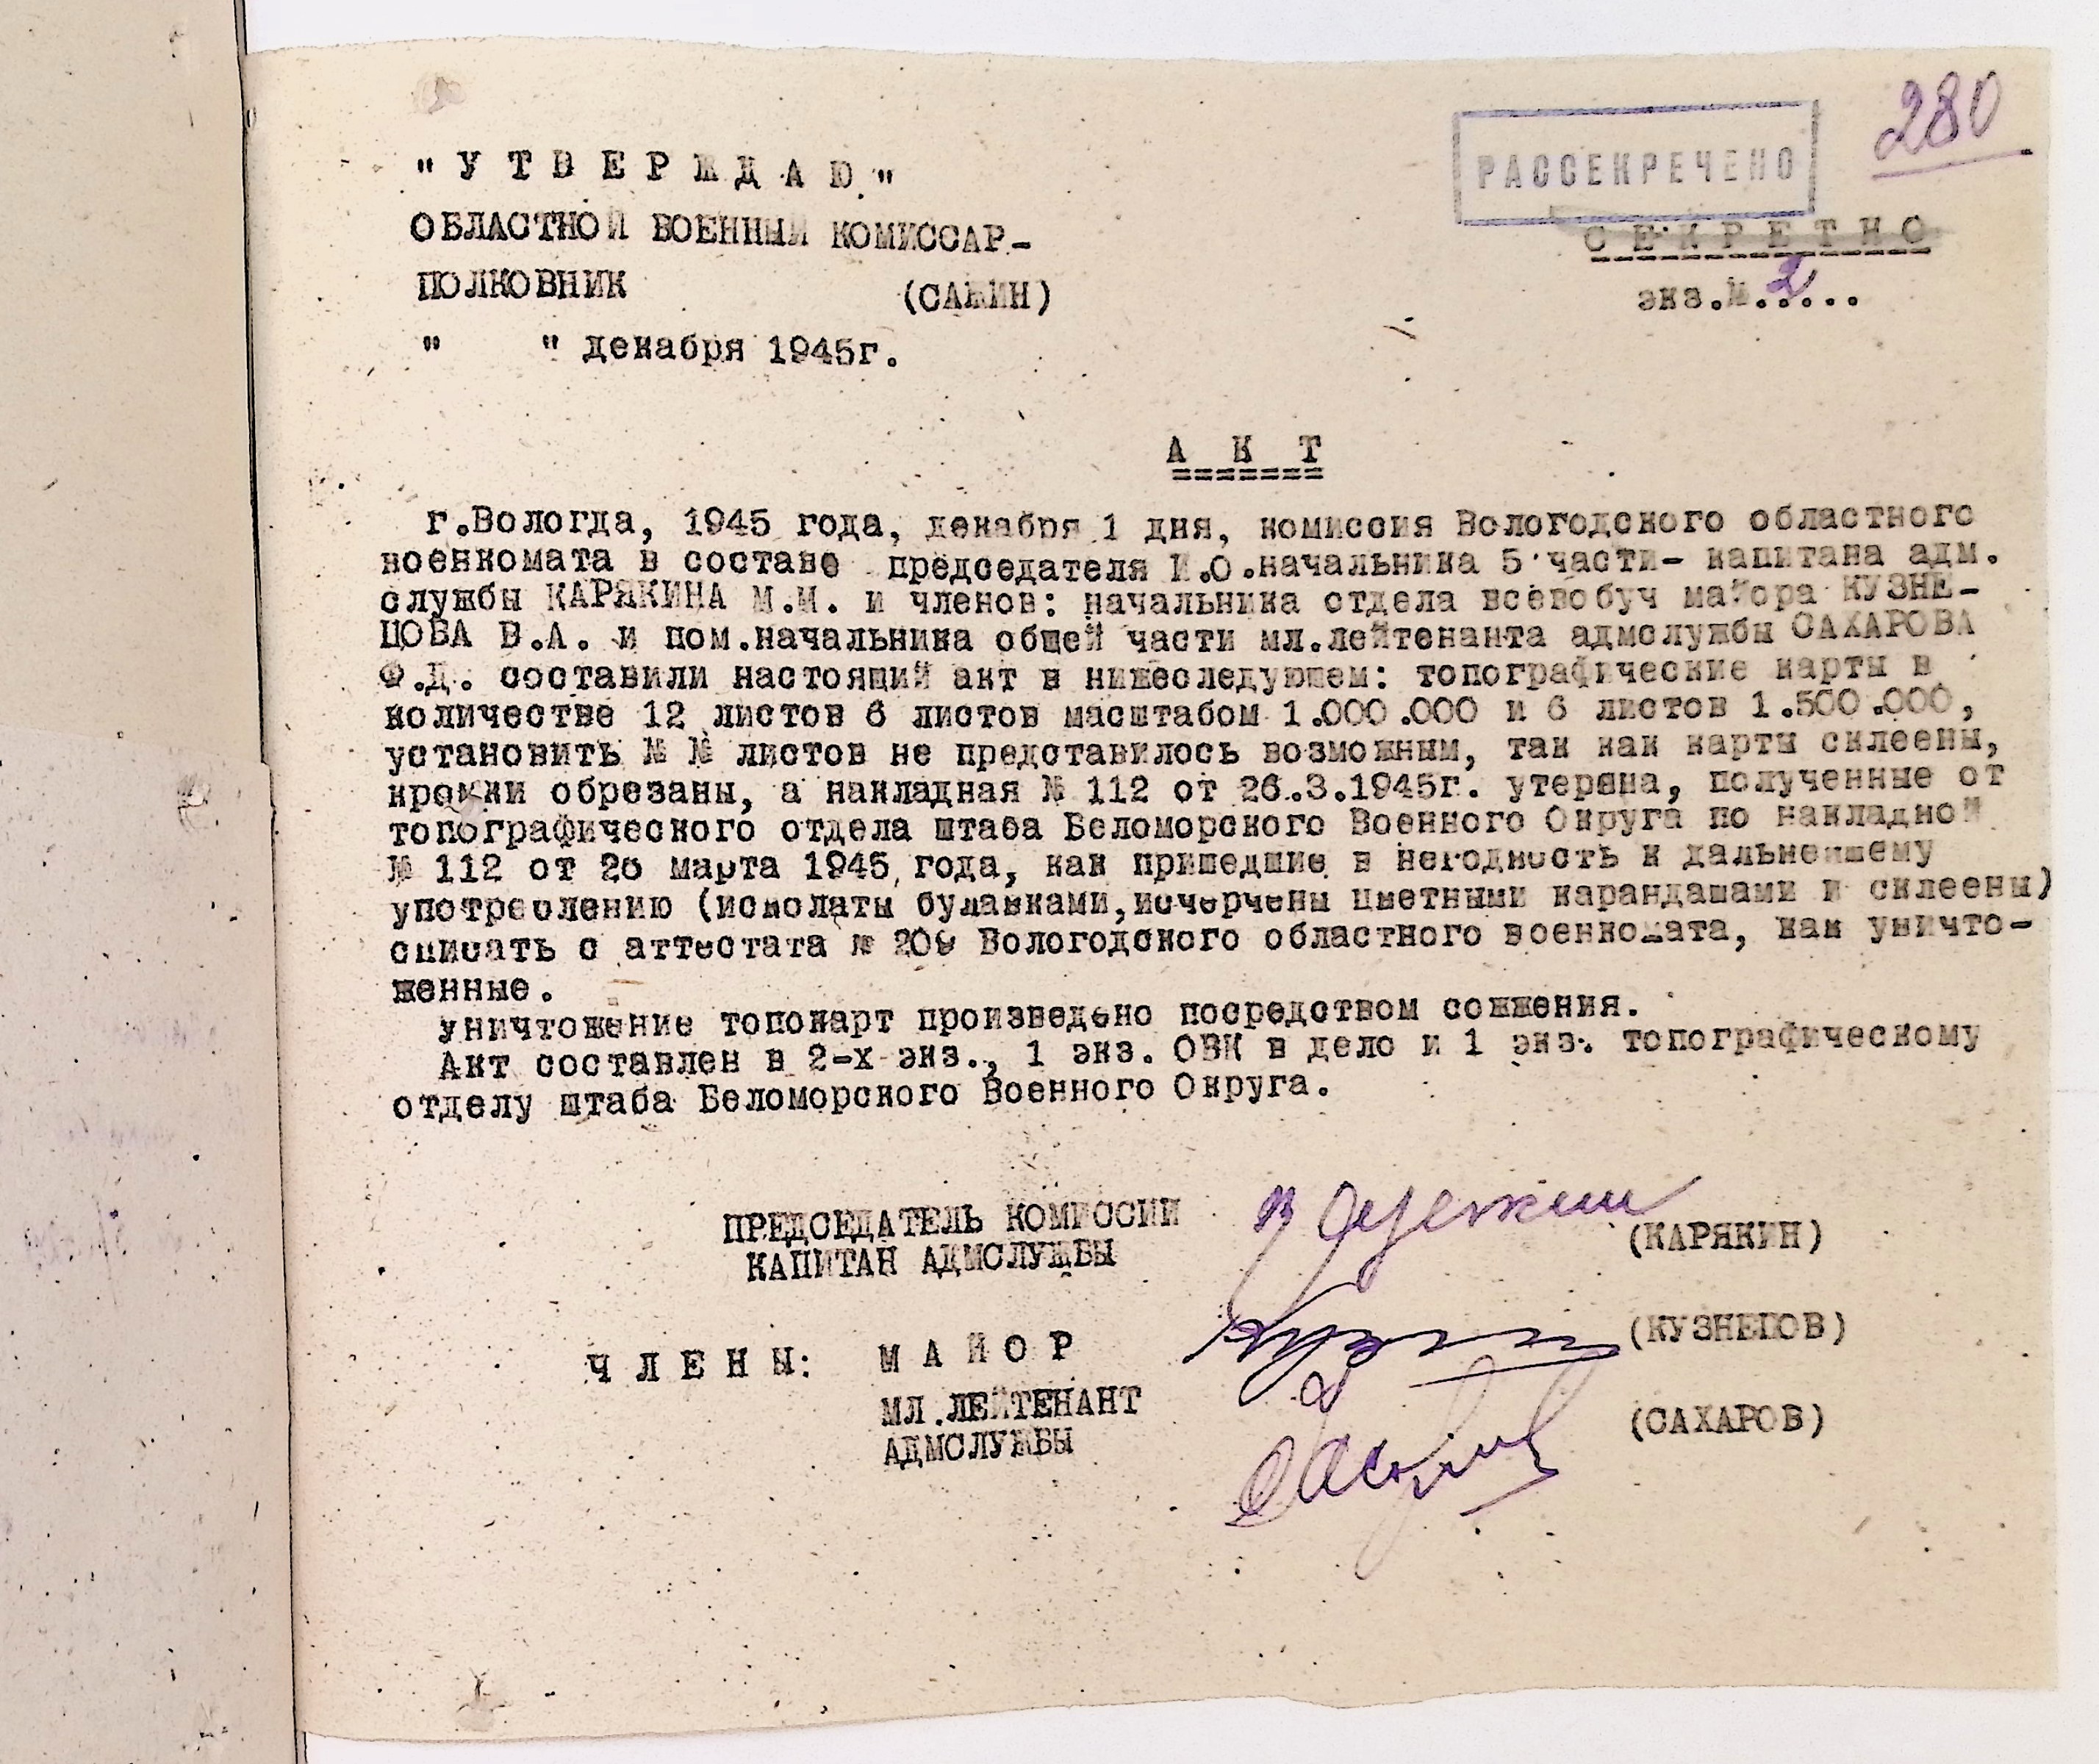 280
РАССЕКРЕЧЕНО
"УТВЕРЖДАЮ"
СЕКРЕТНО
ОБЛАСТНОЙ ВОЕННЫЙ КОМИССАР-
ПОЛКОВНИК (САЖИН)
экз.№.2....
" " декабря 1945г.
АКТ
г.Вологда, 1945 года, декабря 1 дня, комиссия Вологодского областного
военкомата в составе председателя И.О.начальника 5 части- капитана адм.
службы КАРЯКИНА М.М. и членов: начальника отдела всевобуч майора КУЗНЕ-
ЦОВА В.А. и пом.начальника общей части мл.лейтенанта адмслужбы САХАРОВА
Ф.Д. составили настоящий акт в нижеследующем: топографические карты в
количестве 12 листов 6 листов масштабом 1.000.000 и 6 листов 1.500.000,
установить № № листов не представилось возможным, так как карты склеены,
кромки обрезаны, а накладная № 112 от 26.3.1945г. утеряна, полученные от
топографического отдела штаба Беломорского Военного Округа по накладной
№ 112 от 26 марта 1945 года, как пришедшие в негодность к дальнейшему
употреблению (исколаты булавками,исчерчены цветными карандашами и склеены)
списать с аттестата № 209 Вологодского областного военкомата, как уничто-
женные.
Уничтожение топокарт произведено посредством сожжения.
Акт составлен в 2-х экз., 1 экз. ОВК в дело и 1 экз. топографическому
отделу штаба Беломорского Военного Округа.
ПРЕДСЕДАТЕЛЬ КОМИССИИ
КАПИТАН АДМСЛУЖБЫ (КАРЯКИН)
ЧЛЕНЫ: МАЙОР (КУЗНЕЦОВ)
МЛ.ЛЕЙТЕНАНТ (САХАРОВ)
АДМСЛУЖБЫ